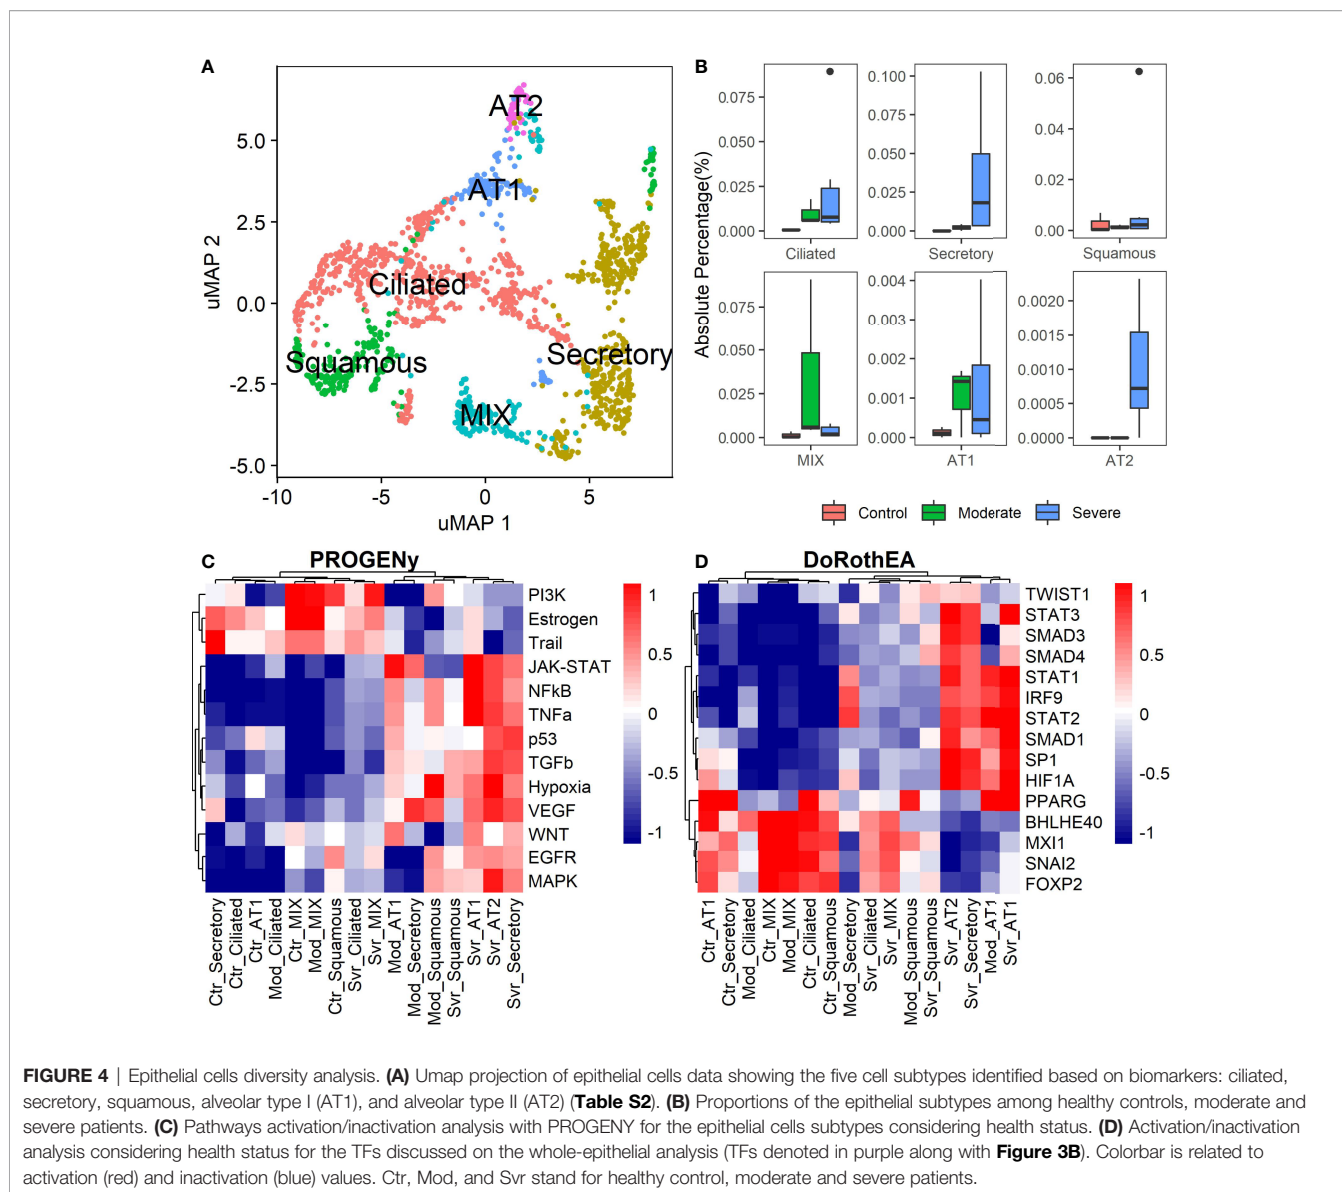 A
AT2
AT1
Ciliated
Squamous
Secretory
MIX
uMAP 2
5.0
2.5
0.0
-2.5
-5.0
-10
-5
0
5
uMAP 1
B
Absolute Percentage(%)
0.075
0.050
0.025
0.000
Ciliated
0.100
0.050
0.025
0.000
Secretory
0.06
0.04
0.02
0.00
Squamous
0.075
0.050
0.025
0.000
MIX
0.004
0.003
0.002
0.001
0.000
AT1
0.0020
0.0015
0.0010
0.0005
0.0000
AT2
Control Moderate Severe
C PROGENy
PI3K
Estrogen
Trail
JAK-STAT
NFkB
TNFa
p53
TGFb
Hypoxia
VEGF
WNT
EGFR
MAPK
1
0.5
0
-0.5
-1
Ctr_Secretory
Ctr_Ciliated
Ctr_AT1
Mod_Ciliated
Ctr_MIX
Mod_MIX
Ctr_Squamous
Svr_Ciliated
Svr_MIX
Mod_AT1
Mod_Secretory
Mod_Squamous
Svr_Squamous
Svr_AT1
Svr_AT2
Svr_Secretory
D DoRothEA
TWIST1
STAT3
SMAD3
SMAD4
STAT1
IRF9
STAT2
SMAD1
SP1
HIF1A
PPARG
BHLHE40
MXI1
SNAI2
FOXP2
1
0.5
0
-0.5
-1
Ctr_AT1
Ctr_Secretory
Mod_Ciliated
Ctr_MIX
Mod_MIX
Ctr_Ciliated
Ctr_Squamous
Mod_Secretory
Svr_Ciliated
Svr_MIX
Mod_Squamous
Svr_Squamous
Svr_AT2
Svr_Secretory
Mod_AT1
Svr_AT1
FIGURE 4 | Epithelial cells diversity analysis. (A) Umap projection of epithelial cells data showing the five cell subtypes identified based on biomarkers: ciliated,
secretory, squamous, alveolar type I (AT1), and alveolar type II (AT2) (Table S2). (B) Proportions of the epithelial subtypes among healthy controls, moderate and
severe patients. (C) Pathways activation/inactivation analysis with PROGENY for the epithelial cells subtypes considering health status. (D) Activation/inactivation
analysis considering health status for the TFs discussed on the whole-epithelial analysis (TFs denoted in purple along with Figure 3B). Colorbar is related to
activation (red) and inactivation (blue) values. Ctr, Mod, and Svr stand for healthy control, moderate and severe patients.